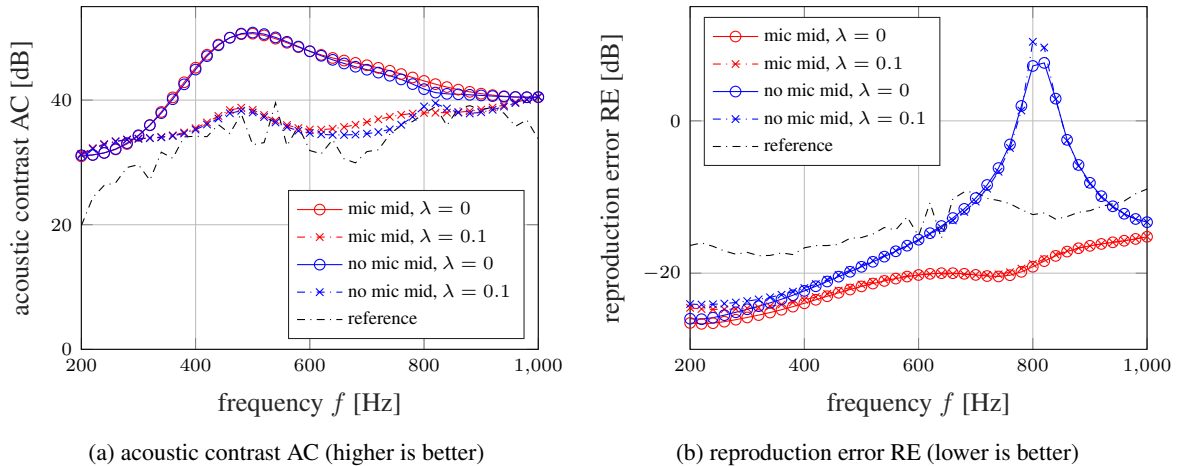 acoustic contrast AC [dB]
40
20
0
200
400
600
800
1,000
mic mid, λ = 0
mic mid, λ = 0.1
no mic mid, λ = 0
no mic mid, λ = 0.1
reference
frequency f [Hz]
(a) acoustic contrast AC (higher is better)
reproduction error RE [dB]
0
−20
200
400
600
800
1,000
mic mid, λ = 0
mic mid, λ = 0.1
no mic mid, λ = 0
no mic mid, λ = 0.1
reference
frequency f [Hz]
(b) reproduction error RE (lower is better)